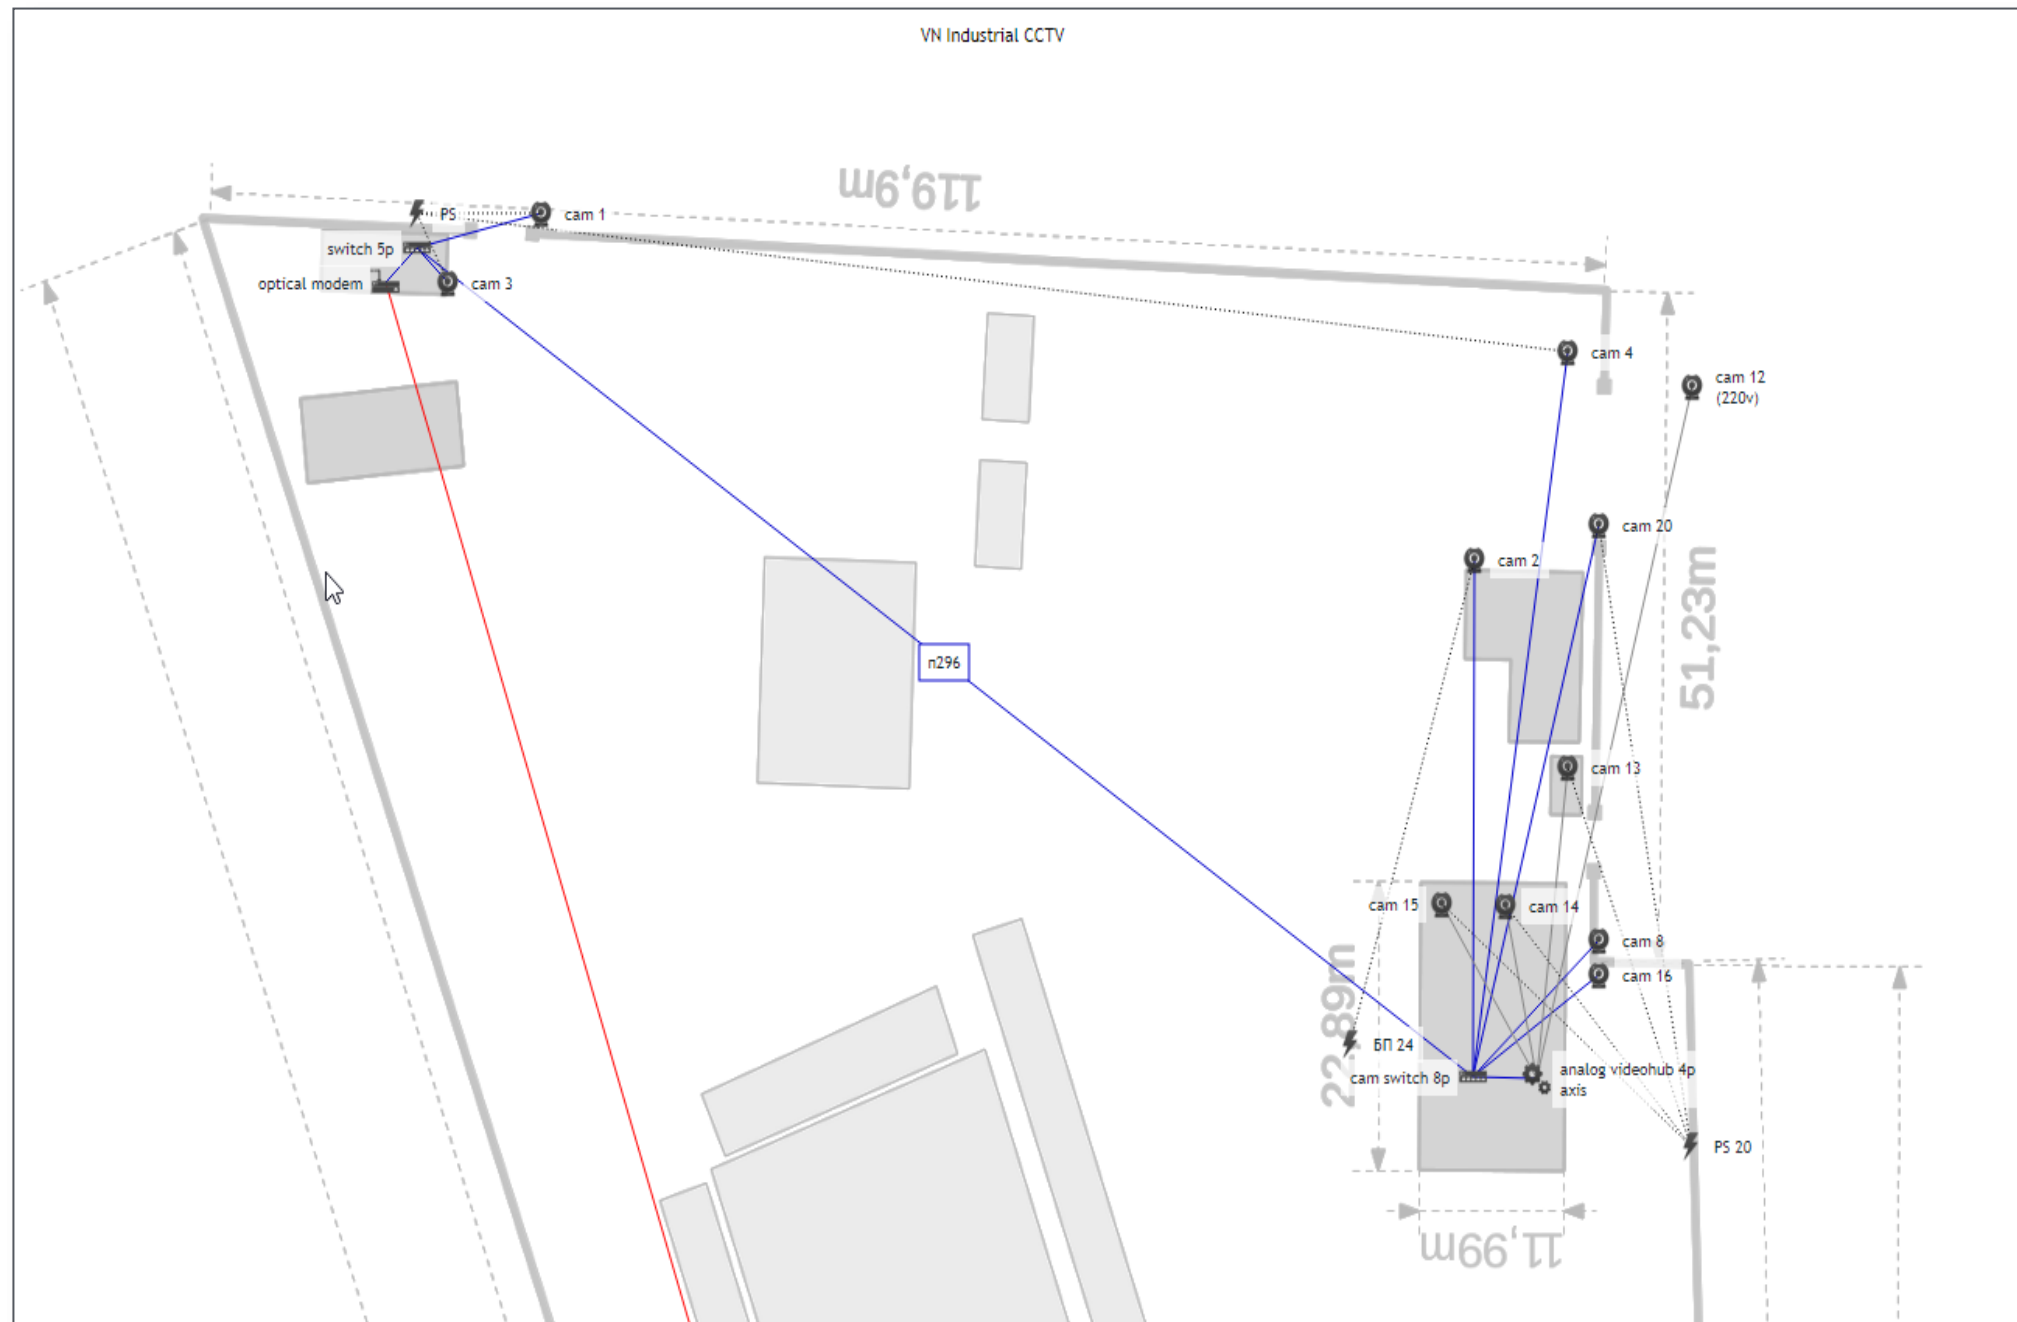 VN Industrial CCTV
119,9m
PS
cam 1
switch 5p
optical modem
cam 3
cam 4
cam 12
(220v)
cam 20
cam 2
51,23m
п296
cam 13
cam 15
cam 14
cam 8
cam 16
22,89m
БП 24
cam switch 8p
analog videohub 4p
axis
PS 20
11,99m